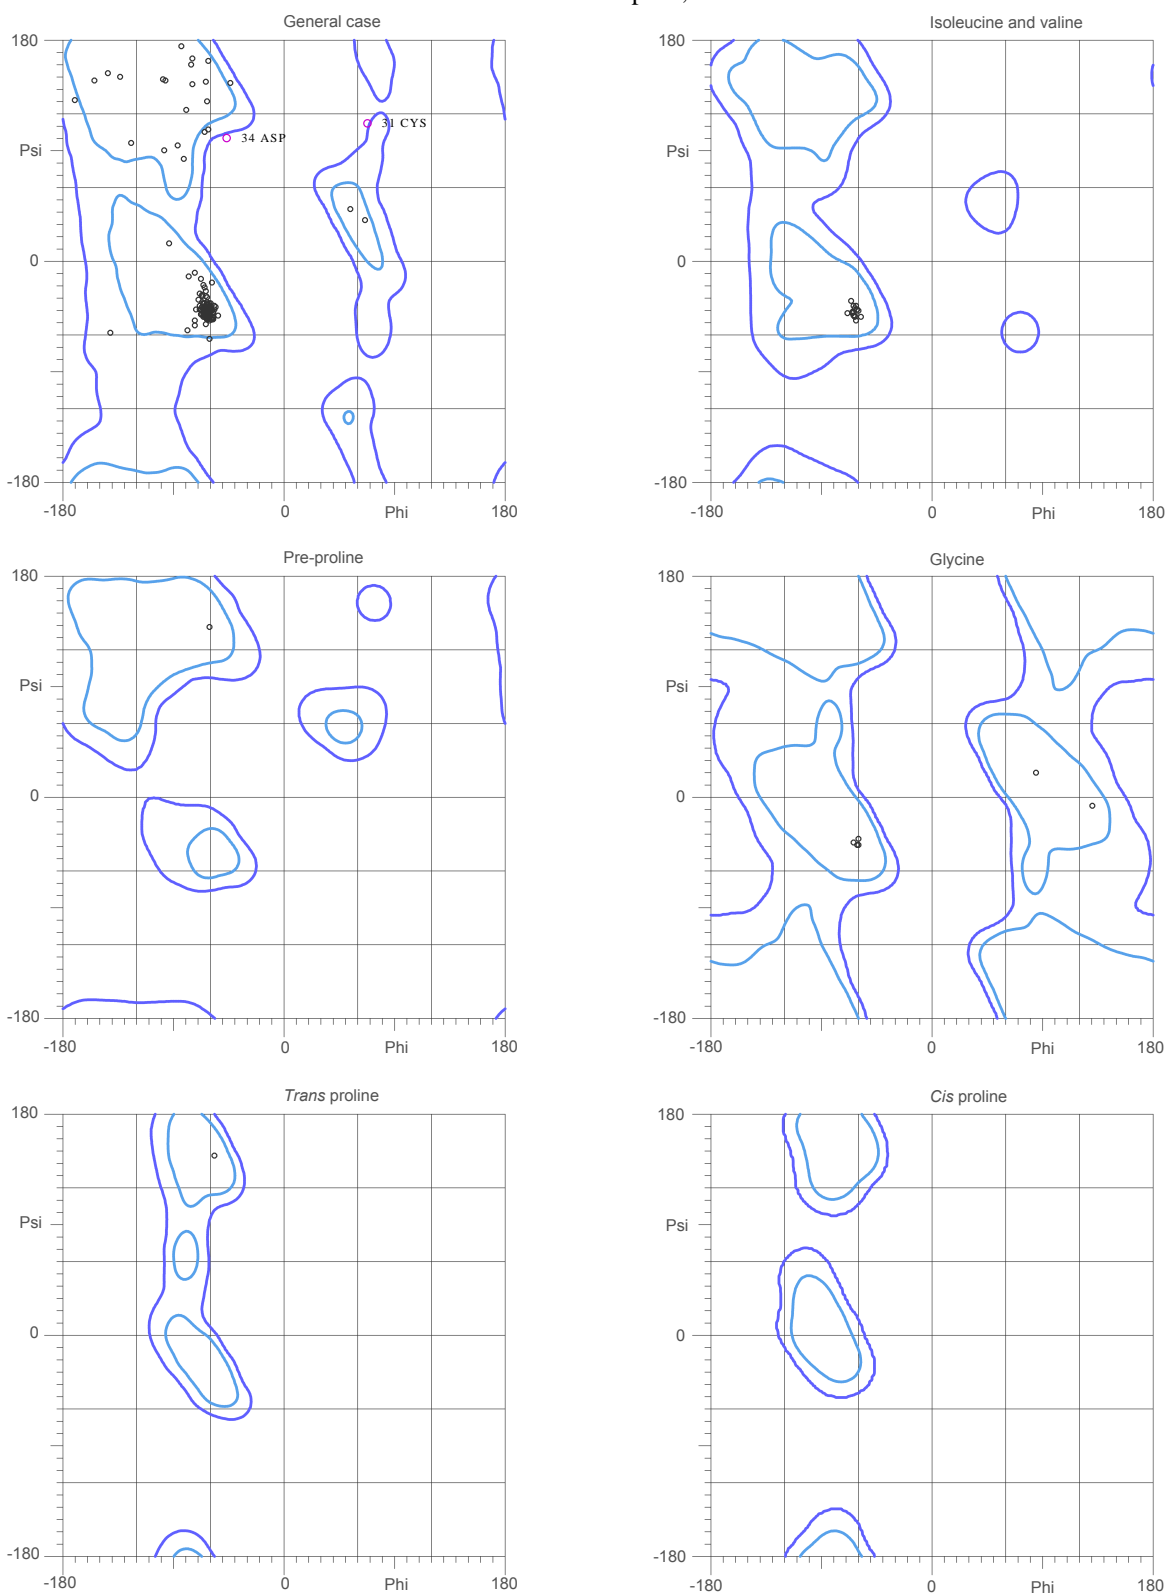 General case
Isoleucine and valine
180
180
34 ASP
31 CYS
Psi
Psi
0
0
-180
-180
-180
0
Phi
180
-180
0
Phi
180
Pre-proline
Glycine
180
180
Psi
Psi
0
0
-180
-180
-180
0
Phi
180
-180
0
Phi
180
Trans proline
Cis proline
180
180
Psi
Psi
0
0
-180
-180
-180
0
Phi
180
-180
0
Phi
180